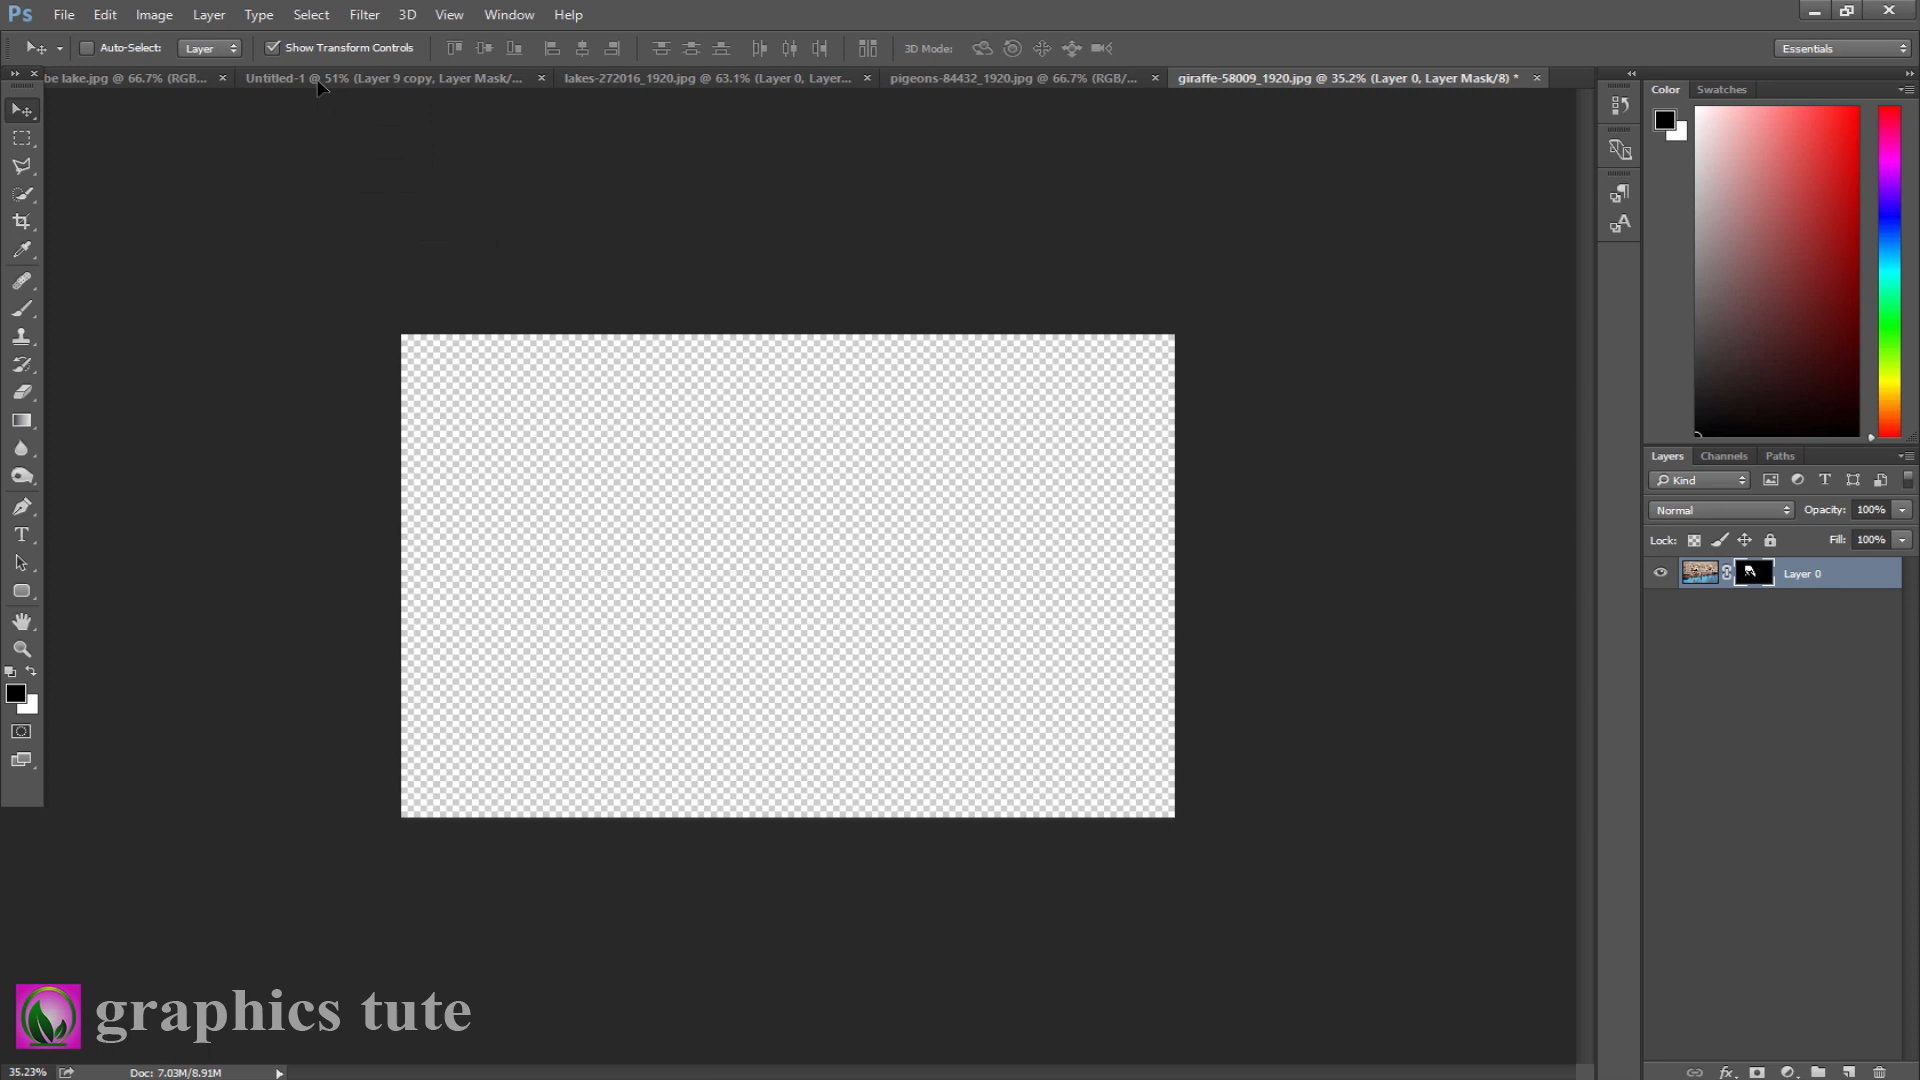 Ps File Edit Image Layer Type Select Filter 3D View Window Help
Auto-Select: Layer Show Transform Controls 3D Mode: Essentials
be lake.jpg @ 66.7% (RGB... Untitled-1 @ 51% (Layer 9 copy, Layer Mask/... lakes-272016_1920.jpg @ 63.1% (Layer 0, Layer... pigeons-84432_1920.jpg @ 66.7% (RGB/... giraffe-58009_1920.jpg @ 35.2% (Layer 0, Layer Mask/8) *
Color Swatches
Layers Channels Paths
Kind
Normal Opacity: 100%
Lock: Fill: 100%
Layer 0
graphics tute
35.23% Doc: 7.03M/8.91M